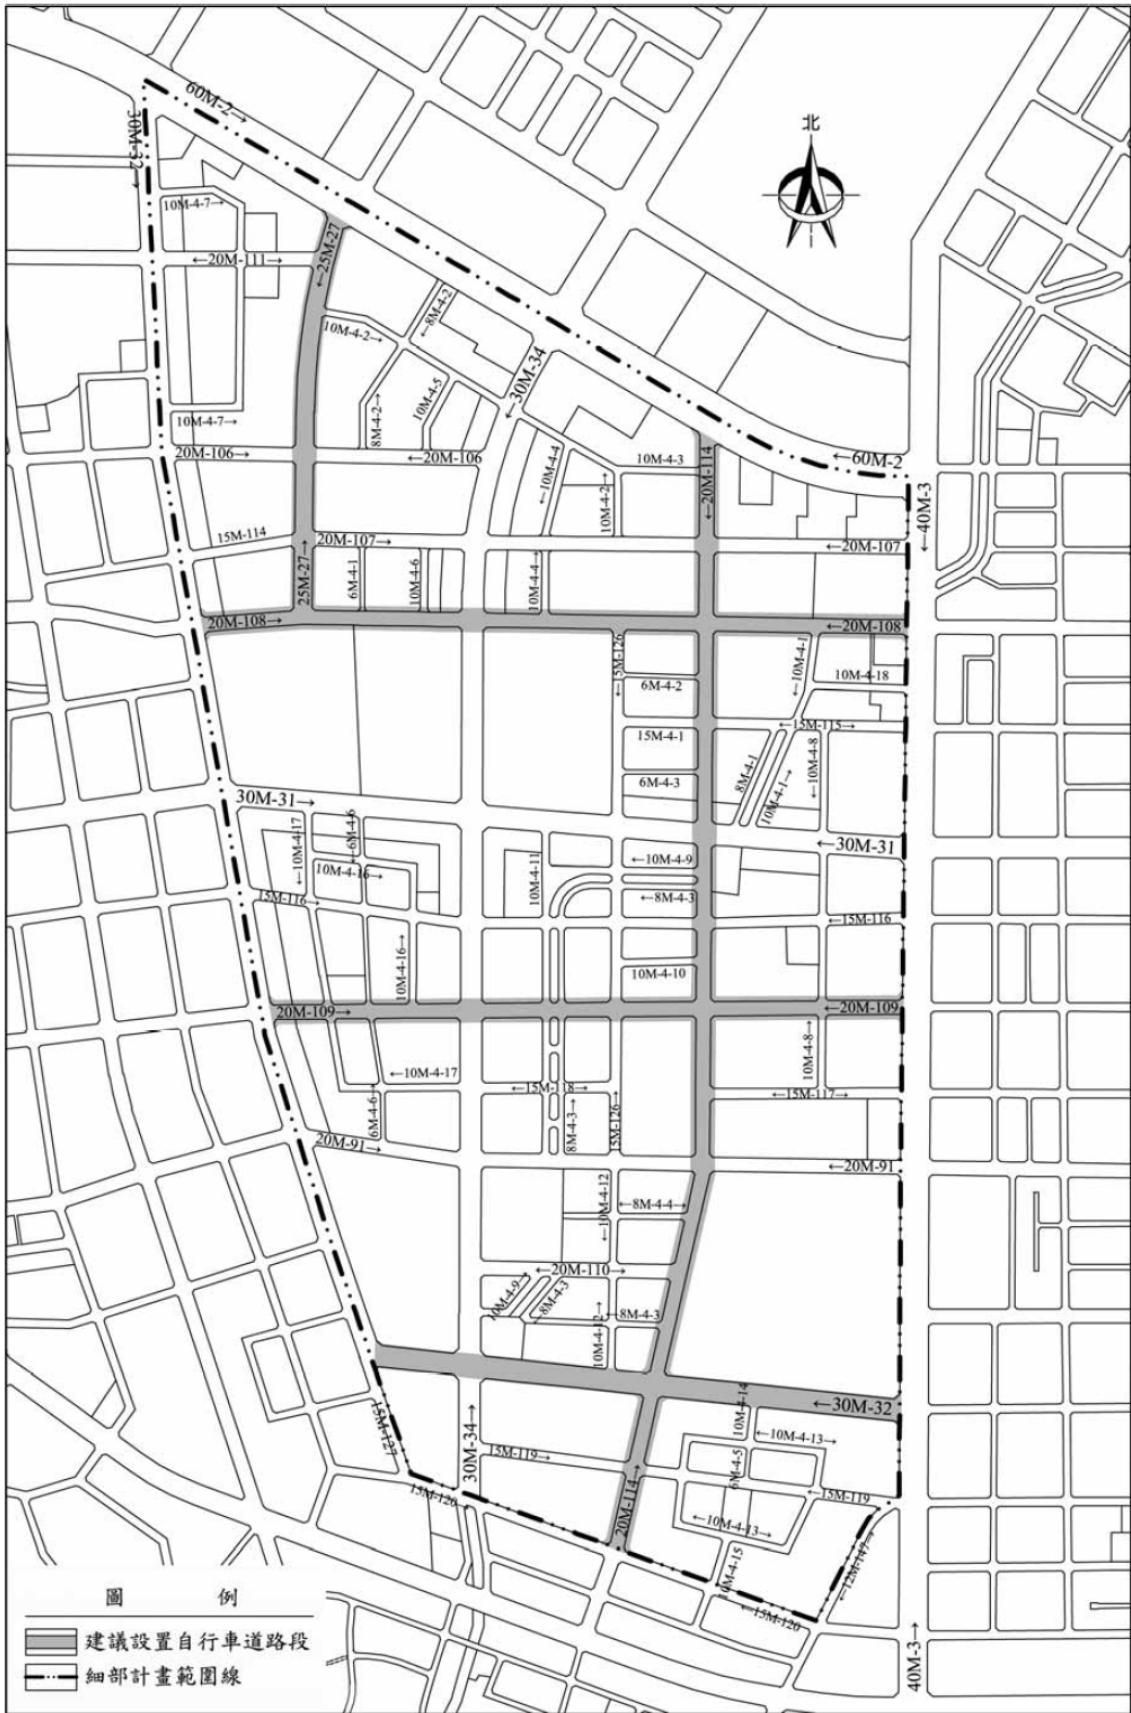 60M-2→
北
30M-32→
10M-4-7→
←25M-27
←20M-111→
←8M-4-2
10M-4-2→
←30M-34
10M-4-5
8M-4-2→
10M-4-7→
20M-106→
←20M-106
←10M-4-4
10M-4-3
10M-4-2→
←20M-114
←60M-2
←40M-3
15M-114
20M-107→
←20M-107
25M-27→
6M-4-1
10M-4-6
10M-4-4→
20M-108→
←20M-108
←15M-126
←10M-4-1
10M-4-18
6M-4-2
←15M-115→
15M-4-1
8M-4-1
10M-4-1→
←10M-4-8
6M-4-3
30M-31→
←30M-31
←10M-4-17
←6M-4-6
10M-4-16→
10M-4-11
←10M-4-9
←8M-4-3
15M-116→
←15M-116
10M-4-16→
10M-4-10
20M-109→
←20M-109
10M-4-8→
←10M-4-17
←15M-118→
←15M-117→
6M-4-6→
8M-4-3→
15M-126→
20M-91→
←20M-91
←10M-4-12
←8M-4-4→
←20M-110→
10M-4-9→
←8M-4-3
←8M-4-3
10M-4-12→
←30M-32
10M-4-14
15M-127
30M-34→
←10M-4-13→
15M-119→
6M-4-5
15M-120→
20M-114→
←15M-119
←10M-4-13→
←12M-147→
10M-4-15
←15M-120
40M-3→
圖 例
建議設置自行車道路段
細部計畫範圍線